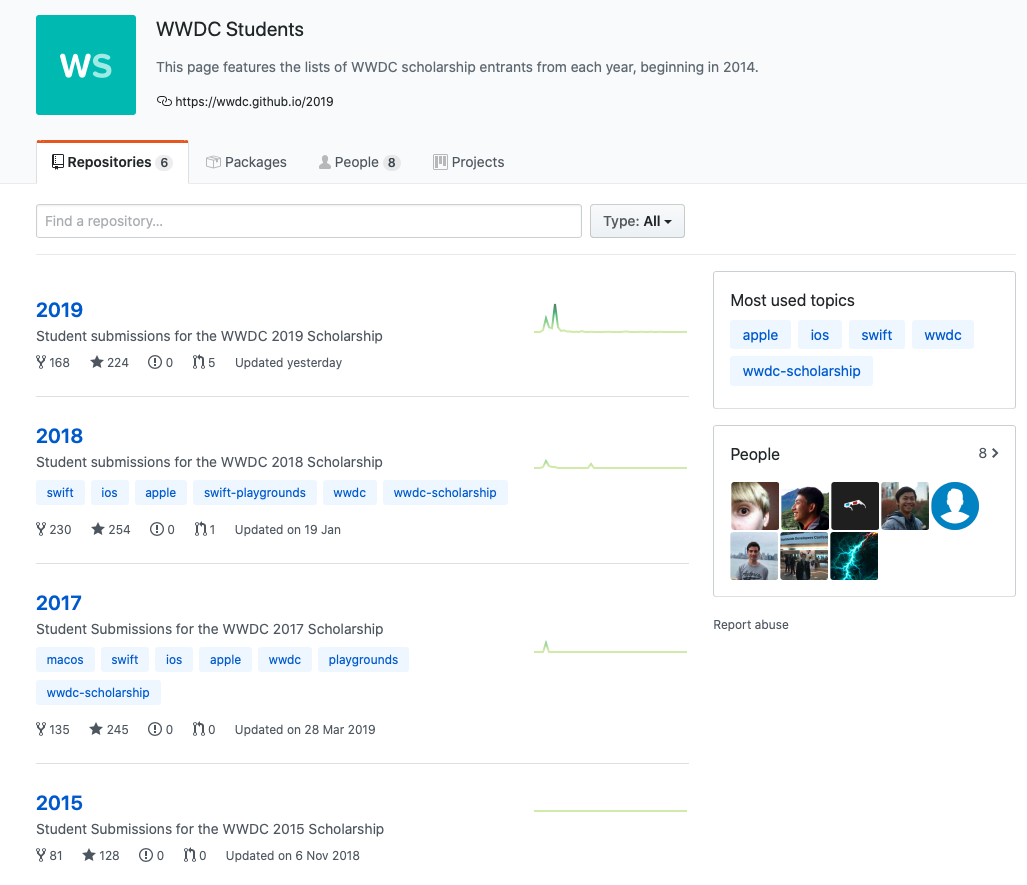 WS
WWDC Students
This page features the lists of WWDC scholarship entrants from each year, beginning in 2014.
https://wwdc.github.io/2019
Repositories 6 Packages People 8 Projects
Find a repository... Type: All
2019
Student submissions for the WWDC 2019 Scholarship
168 224 0 5 Updated yesterday
2018
Student submissions for the WWDC 2018 Scholarship
swift ios apple swift-playgrounds wwdc wwdc-scholarship
230 254 0 1 Updated on 19 Jan
2017
Student Submissions for the WWDC 2017 Scholarship
macos swift ios apple wwdc playgrounds
wwdc-scholarship
135 245 0 0 Updated on 28 Mar 2019
2015
Student Submissions for the WWDC 2015 Scholarship
81 128 0 0 Updated on 6 Nov 2018
Most used topics
apple ios swift wwdc
wwdc-scholarship
People 8
Report abuse